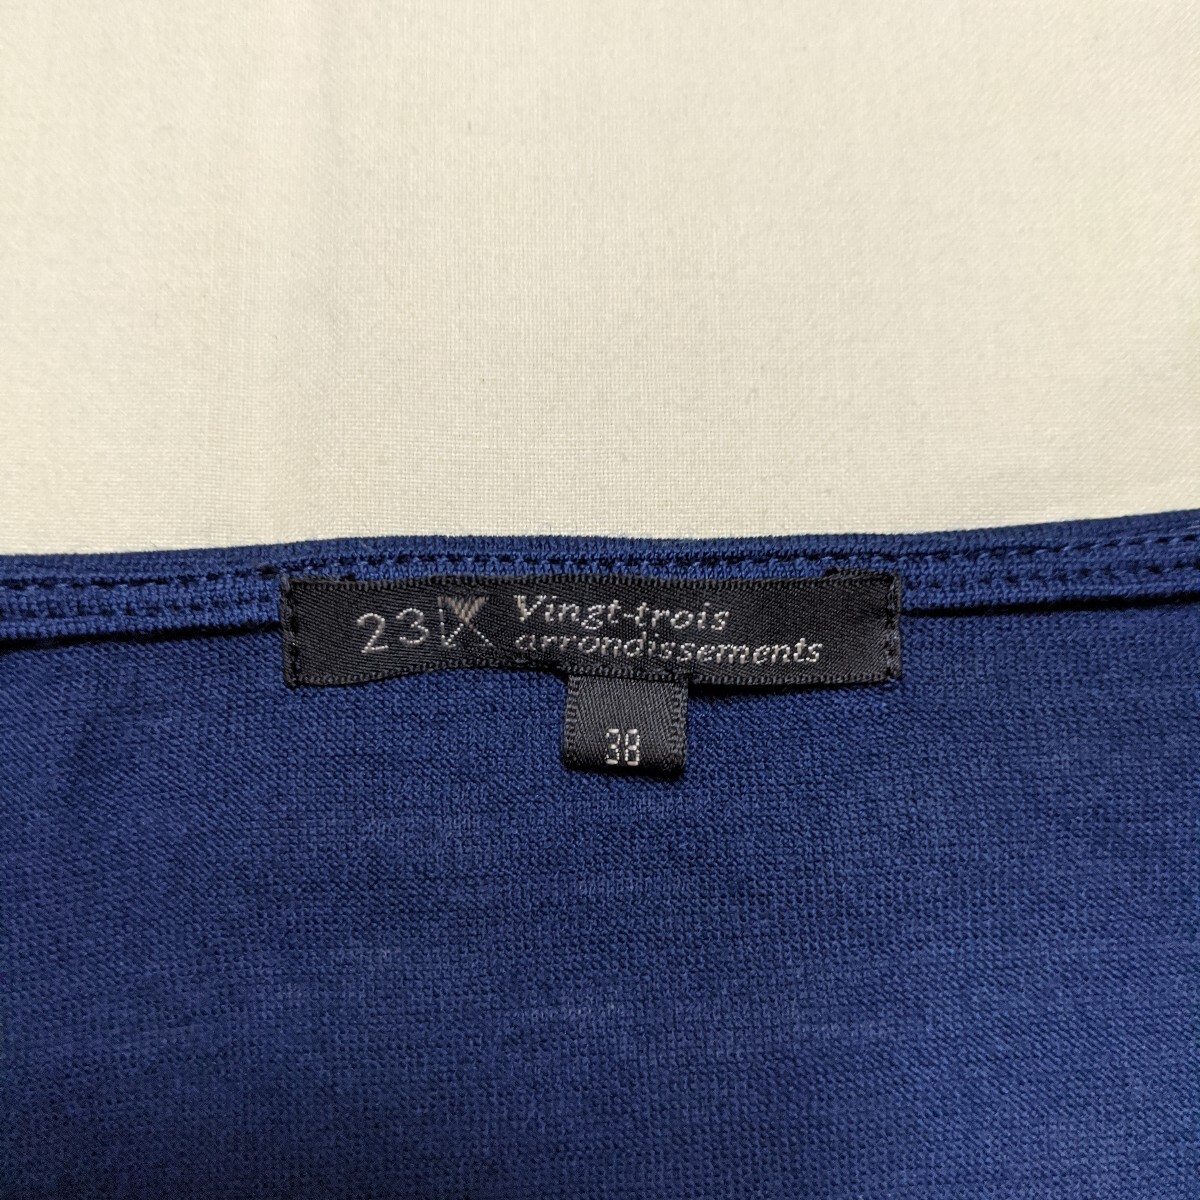 23
Vingt-trois
arrondissements
38